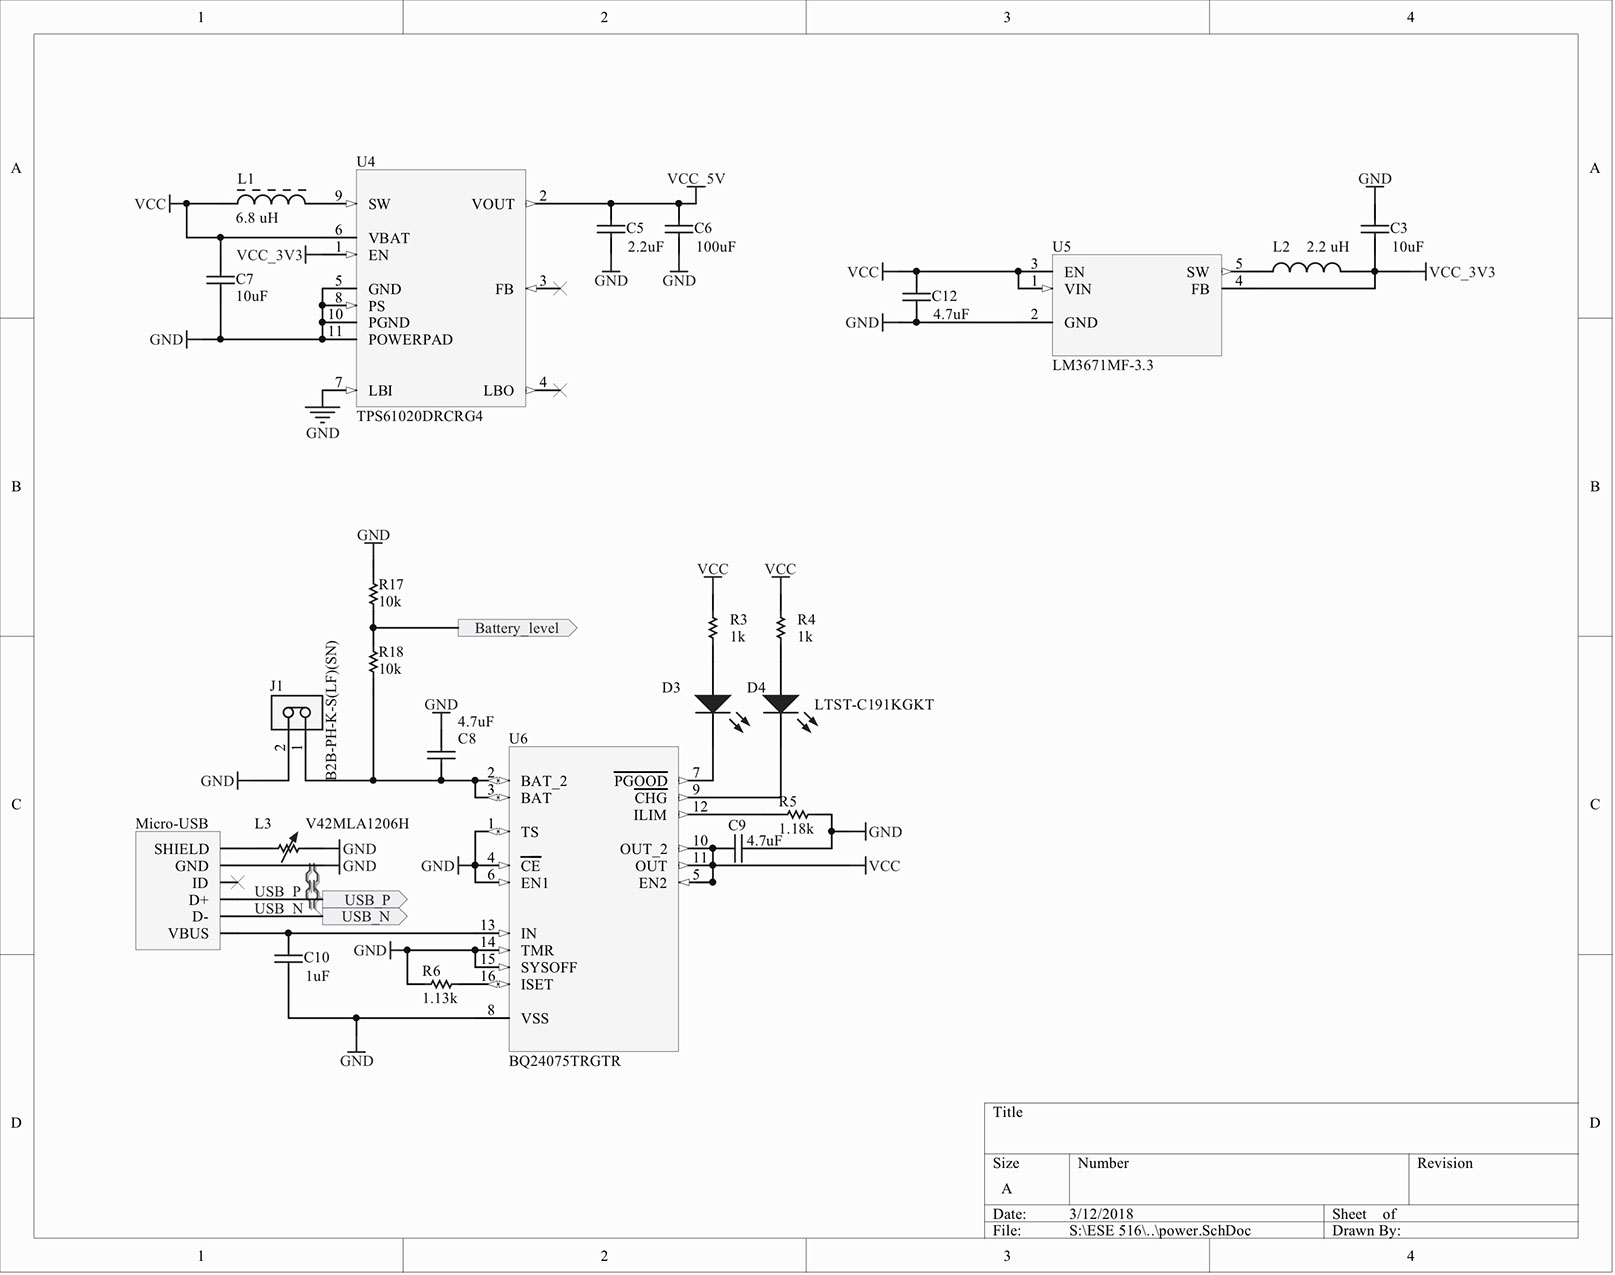 1 2 3 4
A A
B B
C C
D D
U4
L1
VCC
6.8 uH
9 SW
6 VBAT
VCC_3V3 1 EN
C7
10uF
5 GND
8 PS
10 PGND
11 POWERPAD
GND
7 LBI
GND
TPS61020DRCRG4
VOUT 2
VCC_5V
C5
2.2uF
GND
C6
100uF
GND
FB 3
LBO 4
U5
VCC
3 EN
1 VIN
C12
4.7uF
GND
2 GND
LM3671MF-3.3
SW 5
FB 4
L2 2.2 uH
GND
C3
10uF
VCC_3V3
GND
R17
10k
Battery_level
R18
10k
J1
B2B-PH-K-S(LF)(SN)
2 1
GND
GND
4.7uF
C8
U6
2 BAT_2
3 BAT
1 TS
GND 4 CE
6 EN1
13 IN
GND 14 TMR
15 SYSOFF
16 ISET
R6
1.13k
8 VSS
GND
BQ24075TRGTR
Micro-USB
SHIELD
GND
ID
D+
D-
VBUS
L3 V42MLA1206H
GND
GND
USB_P USB_P
USB_N USB_N
C10
1uF
VCC VCC
R3
1k
R4
1k
D3
D4
LTST-C191KGKT
PGOOD 7
CHG 9
ILIM 12
R5
1.18k
GND
C9
4.7uF
OUT_2 10
OUT 11
EN2 5
VCC
Title
Size
A
Number
Revision
Date: 3/12/2018
Sheet of
File: S:\ESE 516\..\power.SchDoc
Drawn By:
1 2 3 4